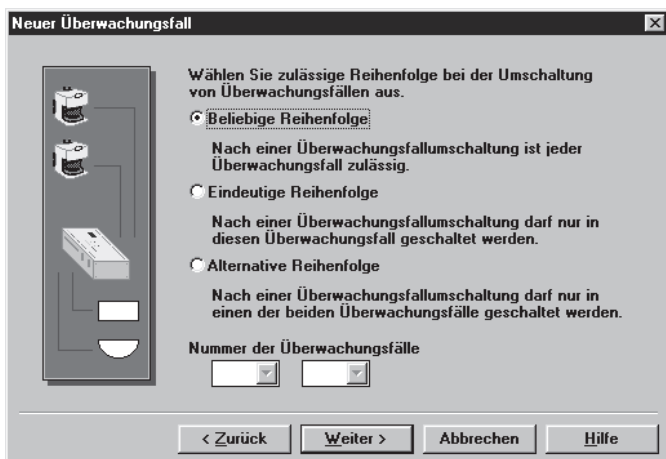 Neuer Überwachungsfall
Wählen Sie zulässige Reihenfolge bei der Umschaltung
von Überwachungsfällen aus.
Beliebige Reihenfolge
Nach einer Überwachungsfallumschaltung ist jeder
Überwachungsfall zulässig.
Eindeutige Reihenfolge
Nach einer Überwachungsfallumschaltung darf nur in
diesen Überwachungsfall geschaltet werden.
Alternative Reihenfolge
Nach einer Überwachungsfallumschaltung darf nur in
einen der beiden Überwachungsfälle geschaltet werden.
Nummer der Überwachungsfälle
< Zurück Weiter > Abbrechen Hilfe